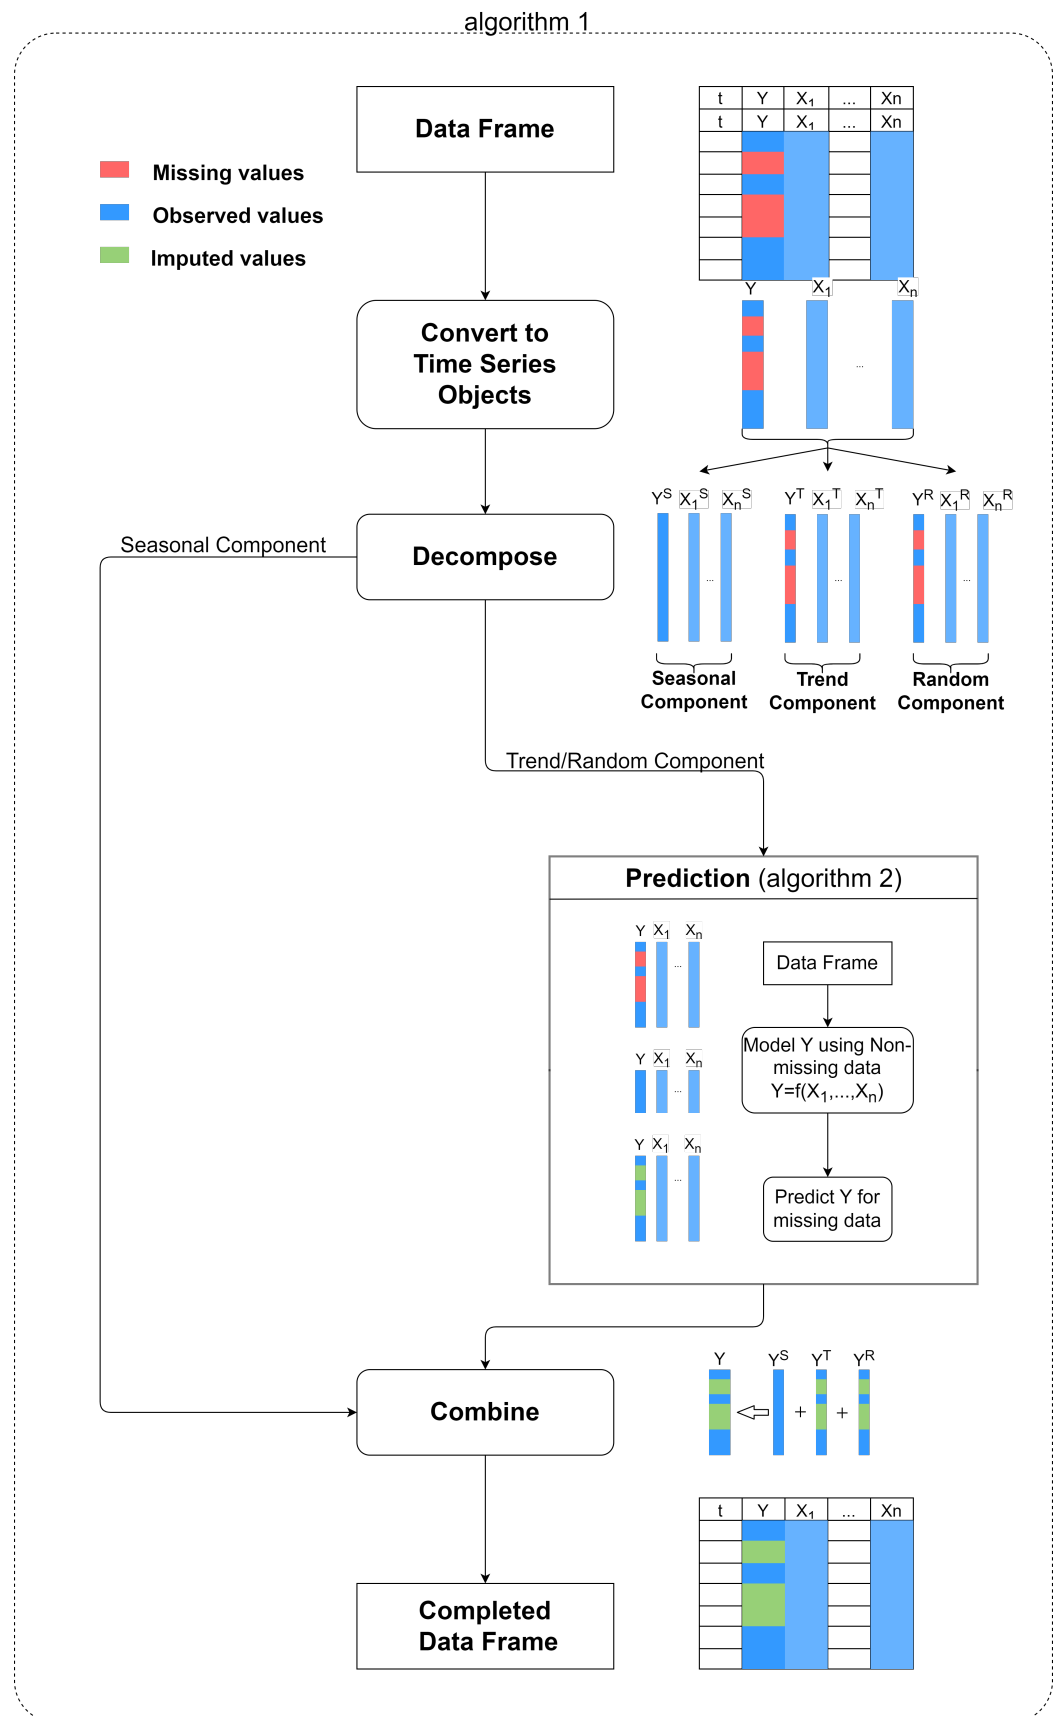 algorithm 1
Data Frame
t Y X1 ... Xn
t Y X1 ... Xn
Missing values
Observed values
Imputed values
Y X1 Xn
...
Convert to
Time Series
Objects
YS X1S XnS YT X1T XnT YR X1R XnR
... ... ...
Seasonal Component
Decompose
Seasonal
Component
Trend
Component
Random
Component
Trend/Random Component
Prediction (algorithm 2)
Y X1 Xn
...
Data Frame
Model Y using Non-
missing data
Y=f(X1,...,Xn)
Y X1 Xn
...
Y X1 Xn
...
Predict Y for
missing data
Y YS YT YR
+ +
Combine
t Y X1 ... Xn
Completed
Data Frame